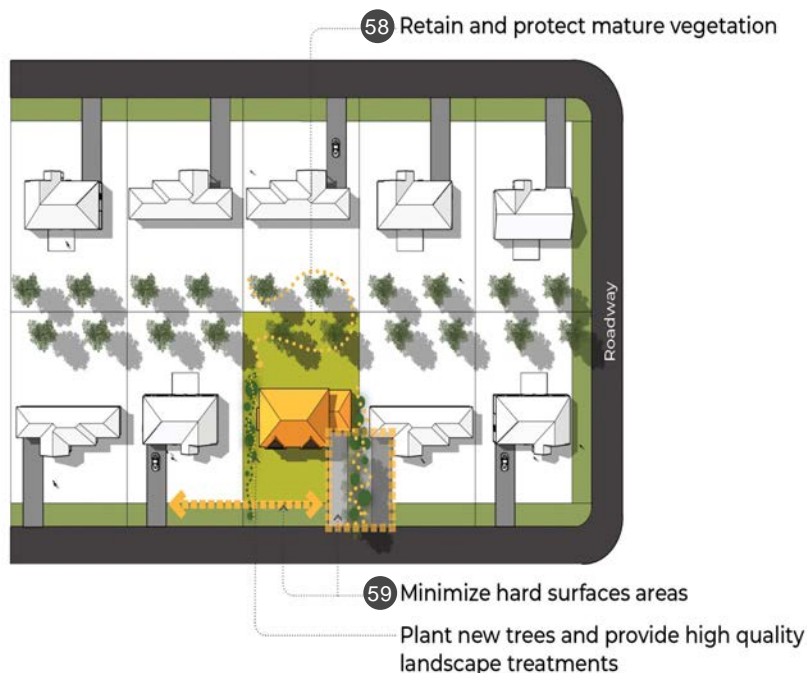 58 Retain and protect mature vegetation
Roadway
59 Minimize hard surfaces areas
Plant new trees and provide high quality
landscape treatments